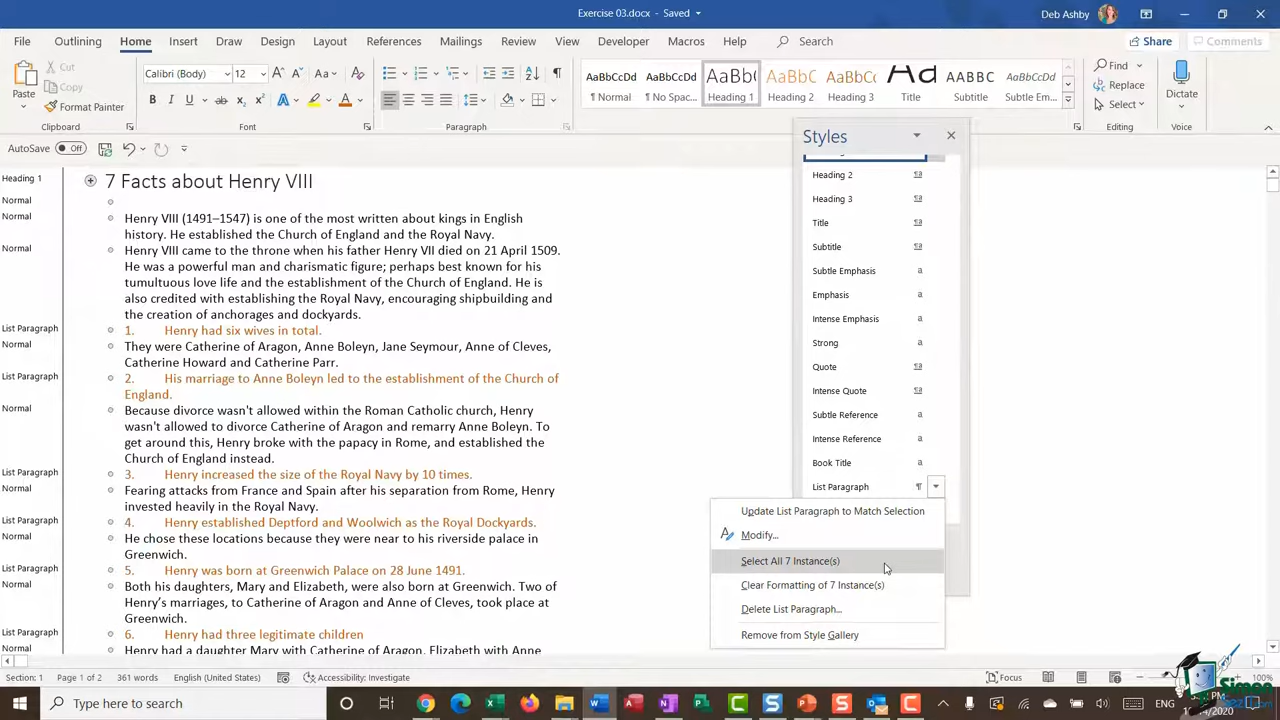 Exercise 03.docx - Saved
Deb Ashby
File Outlining Home Insert Draw Design Layout References Mailings Review View Developer Macros Help Search Share Comments
Paste Cut Copy Format Painter
Calibri (Body) 12
AaBbCcDd AaBbCcDd AaBb( AaBbC AaBbC AaBbCc Aa AaBBC AaBbCcDd
¶ Normal ¶ No Spac... Heading 1 Heading 2 Heading 3 Title Subtitle Subtle Em...
Find
Replace
Select
Dictate
Font Paragraph Editing Voice
AutoSave Off
Styles
Heading 2
Heading 3
Title
Subtitle
Subtle Emphasis
Emphasis
Intense Emphasis
Strong
Quote
Intense Quote
Subtle Reference
Intense Reference
Book Title
List Paragraph
Update List Paragraph to Match Selection
Modify...
Select All 7 Instance(s)
Clear Formatting of 7 Instance(s)
Delete List Paragraph...
Remove from Style Gallery
Heading 1 7 Facts about Henry VIII
Normal
Normal Henry VIII (1491–1547) is one of the most written about kings in English
history. He established the Church of England and the Royal Navy.
Normal Henry VIII came to the throne when his father Henry VII died on 21 April 1509.
He was a powerful man and charismatic figure; perhaps best known for his
tumultuous love life and the establishment of the Church of England. He is
also credited with establishing the Royal Navy, encouraging shipbuilding and
the creation of anchorages and dockyards.
List Paragraph 1. Henry had six wives in total.
Normal They were Catherine of Aragon, Anne Boleyn, Jane Seymour, Anne of Cleves,
Catherine Howard and Catherine Parr.
List Paragraph 2. His marriage to Anne Boleyn led to the establishment of the Church of
England.
Normal Because divorce wasn't allowed within the Roman Catholic church, Henry
wasn't allowed to divorce Catherine of Aragon and remarry Anne Boleyn. To
get around this, Henry broke with the papacy in Rome, and established the
Church of England instead.
List Paragraph 3. Henry increased the size of the Royal Navy by 10 times.
Normal Fearing attacks from France and Spain after his separation from Rome, Henry
invested heavily in the Royal Navy.
List Paragraph 4. Henry established Deptford and Woolwich as the Royal Dockyards.
Normal He chose these locations because they were near to his riverside palace in
Greenwich.
List Paragraph 5. Henry was born at Greenwich Palace on 28 June 1491.
Normal Both his daughters, Mary and Elizabeth, were also born at Greenwich. Two of
Henry's marriages, to Catherine of Aragon and Anne of Cleves, took place at
Greenwich.
List Paragraph 6. Henry had three legitimate children
Normal Henry had a daughter Mary with Catherine of Aragon, Elizabeth with Anne
Section: 1 Page 1 of 2 361 words English (United States) Accessibility: Investigate Focus 100%
Type here to search
ENG